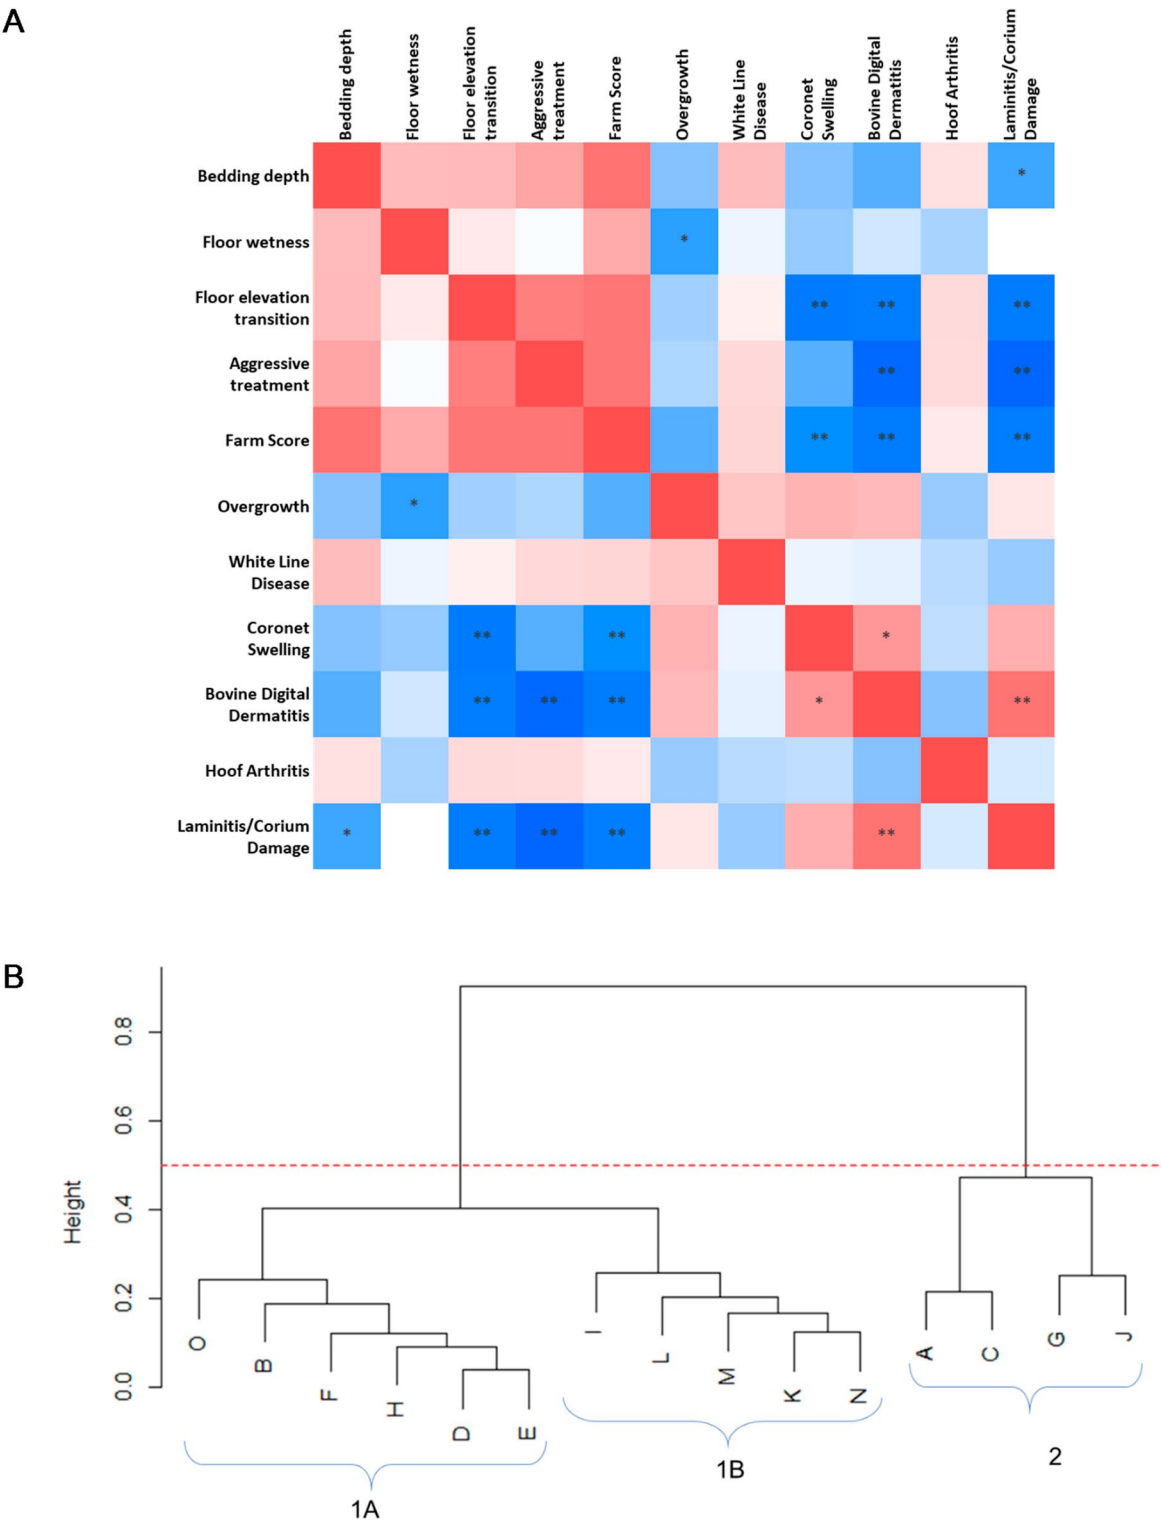 A
Bedding depth
Floor wetness
Floor elevation
transition
Aggressive
treatment
Farm Score
Overgrowth
White Line
Disease
Coronet
Swelling
Bovine Digital
Dermatitis
Hoof Arthritis
Laminitis/Corium
Damage
Bedding depth
*
Floor wetness
*
Floor elevation
transition
** ** **
Aggressive
treatment
** **
Farm Score
** ** **
Overgrowth
*
White Line
Disease
Coronet
Swelling
** ** *
Bovine Digital
Dermatitis
** ** ** * **
Hoof Arthritis
Laminitis/Corium
Damage
* ** ** ** **
B
Height
0.8
0.6
0.4
0.2
0.0
O
B
F
H
D
E
I
L
M
K
N
A
C
G
J
1A
1B
2